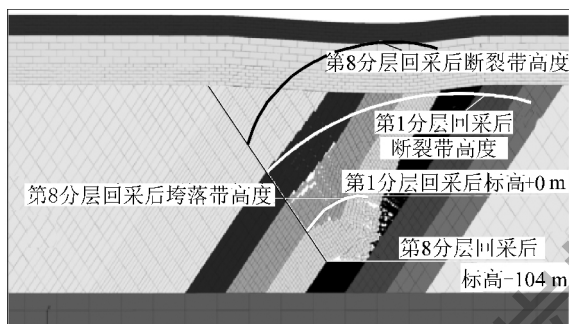 第8分层回采后断裂带高度
第1分层回采后
断裂带高度
第8分层回采后垮落带高度
第1分层回采后标高+0 m
第8分层回采后
标高-104 m